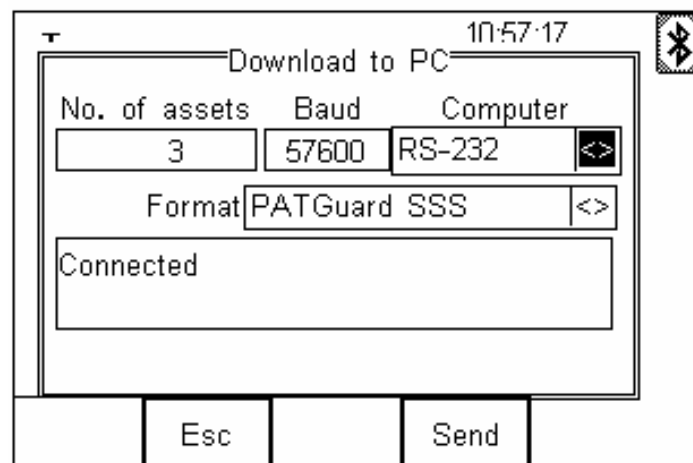 10:57:17
Download to PC
No. of assets Baud Computer
3 57600 RS-232 <>
Format PATGuard SSS <>
Connected
Esc Send